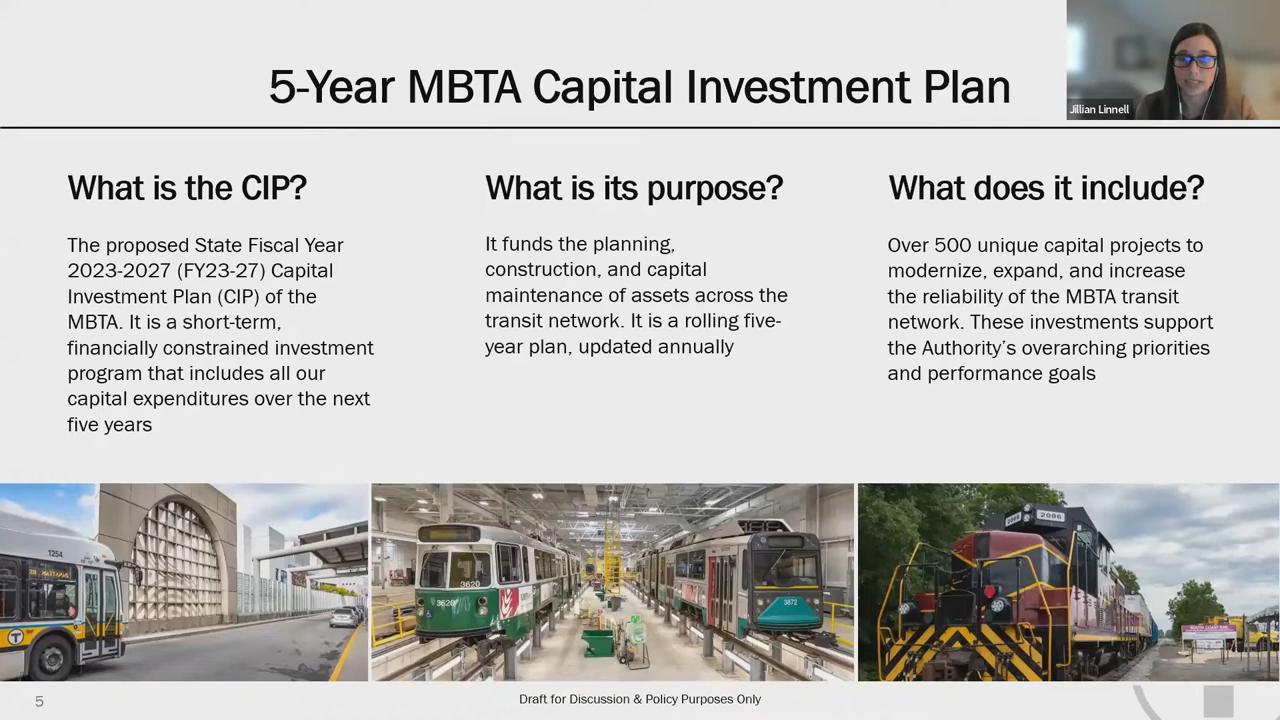 5-Year MBTA Capital Investment Plan
Jillian Linnell
What is the CIP?
The proposed State Fiscal Year
2023-2027 (FY23-27) Capital
Investment Plan (CIP) of the
MBTA. It is a short-term,
financially constrained investment
program that includes all our
capital expenditures over the next
five years
What is its purpose?
It funds the planning,
construction, and capital
maintenance of assets across the
transit network. It is a rolling five-
year plan, updated annually
What does it include?
Over 500 unique capital projects to
modernize, expand, and increase
the reliability of the MBTA transit
network. These investments support
the Authority's overarching priorities
and performance goals
1254
T
3620
3620
3872
2006
2006
SOUTH COAST RAIL
5
Draft for Discussion & Policy Purposes Only